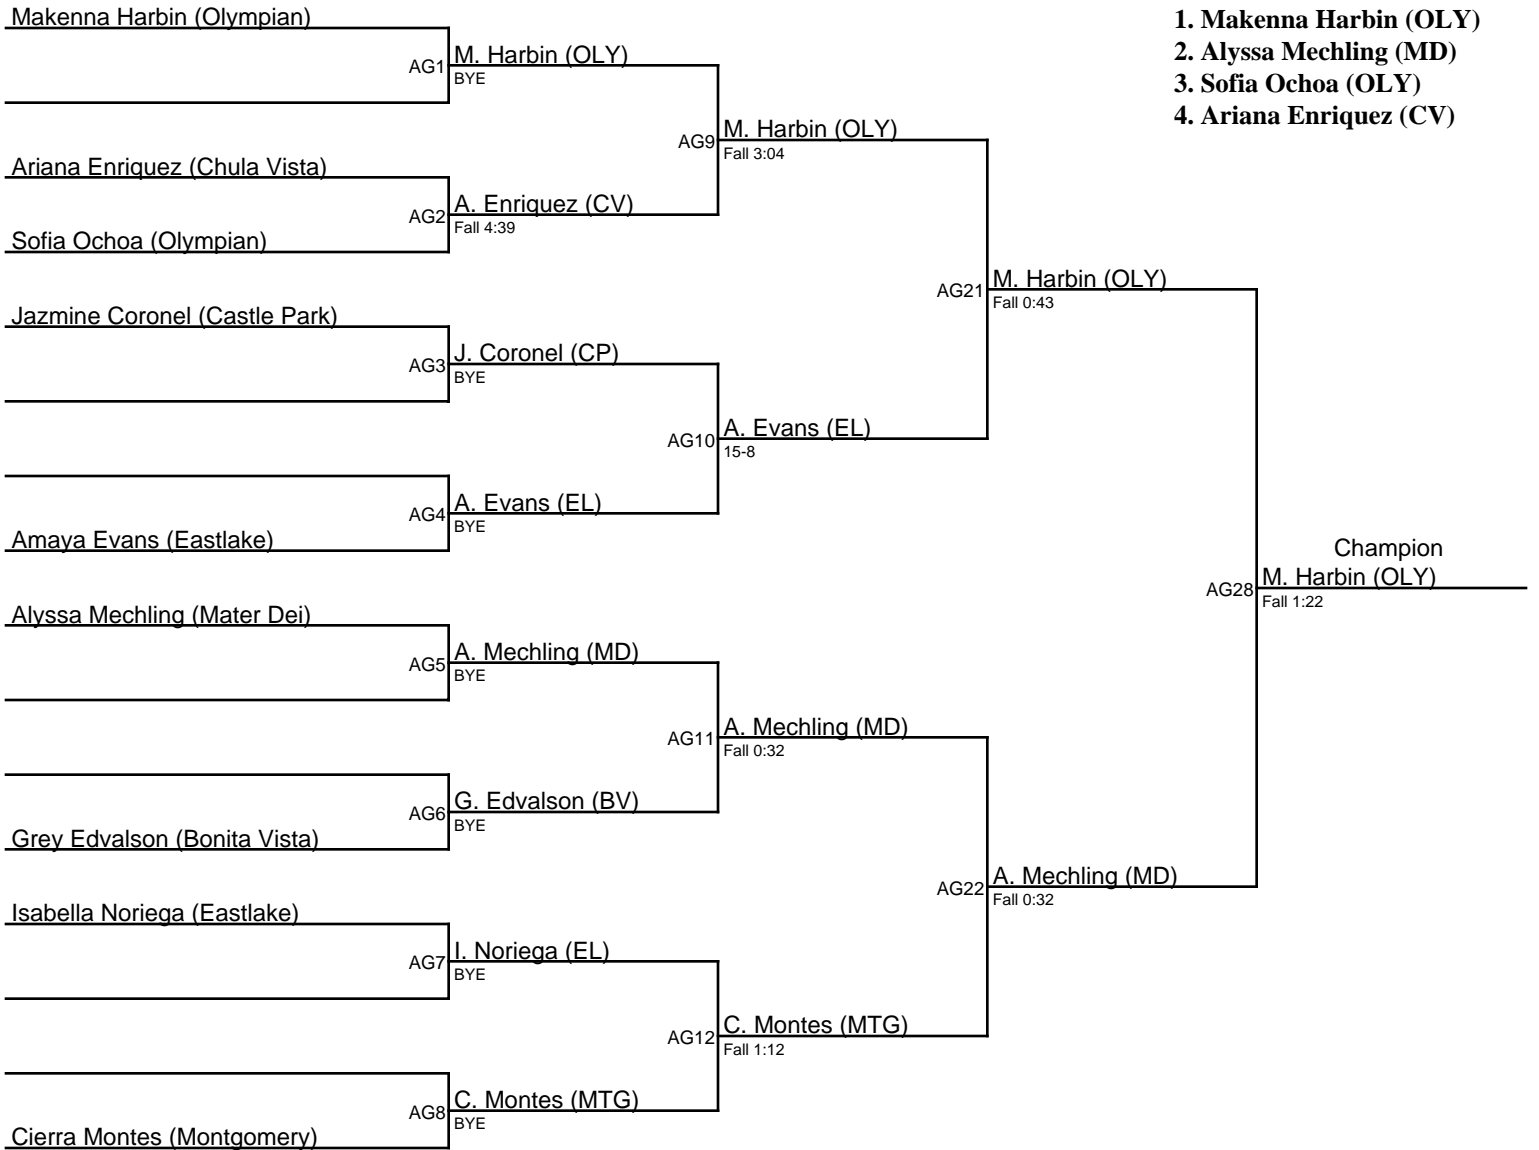 Makenna Harbin (Olympian)
1. Makenna Harbin (OLY)
2. Alyssa Mechling (MD)
3. Sofia Ochoa (OLY)
4. Ariana Enriquez (CV)
AG1
M. Harbin (OLY)
BYE
Ariana Enriquez (Chula Vista)
AG9
M. Harbin (OLY)
Fall 3:04
AG2
A. Enriquez (CV)
Fall 4:39
Sofia Ochoa (Olympian)
AG21
M. Harbin (OLY)
Fall 0:43
Jazmine Coronel (Castle Park)
AG3
J. Coronel (CP)
BYE
AG10
A. Evans (EL)
15-8
AG4
A. Evans (EL)
BYE
Amaya Evans (Eastlake)
Champion
AG28
M. Harbin (OLY)
Fall 1:22
Alyssa Mechling (Mater Dei)
AG5
A. Mechling (MD)
BYE
AG11
A. Mechling (MD)
Fall 0:32
AG6
G. Edvalson (BV)
BYE
Grey Edvalson (Bonita Vista)
AG22
A. Mechling (MD)
Fall 0:32
Isabella Noriega (Eastlake)
AG7
I. Noriega (EL)
BYE
AG12
C. Montes (MTG)
Fall 1:12
AG8
C. Montes (MTG)
BYE
Cierra Montes (Montgomery)